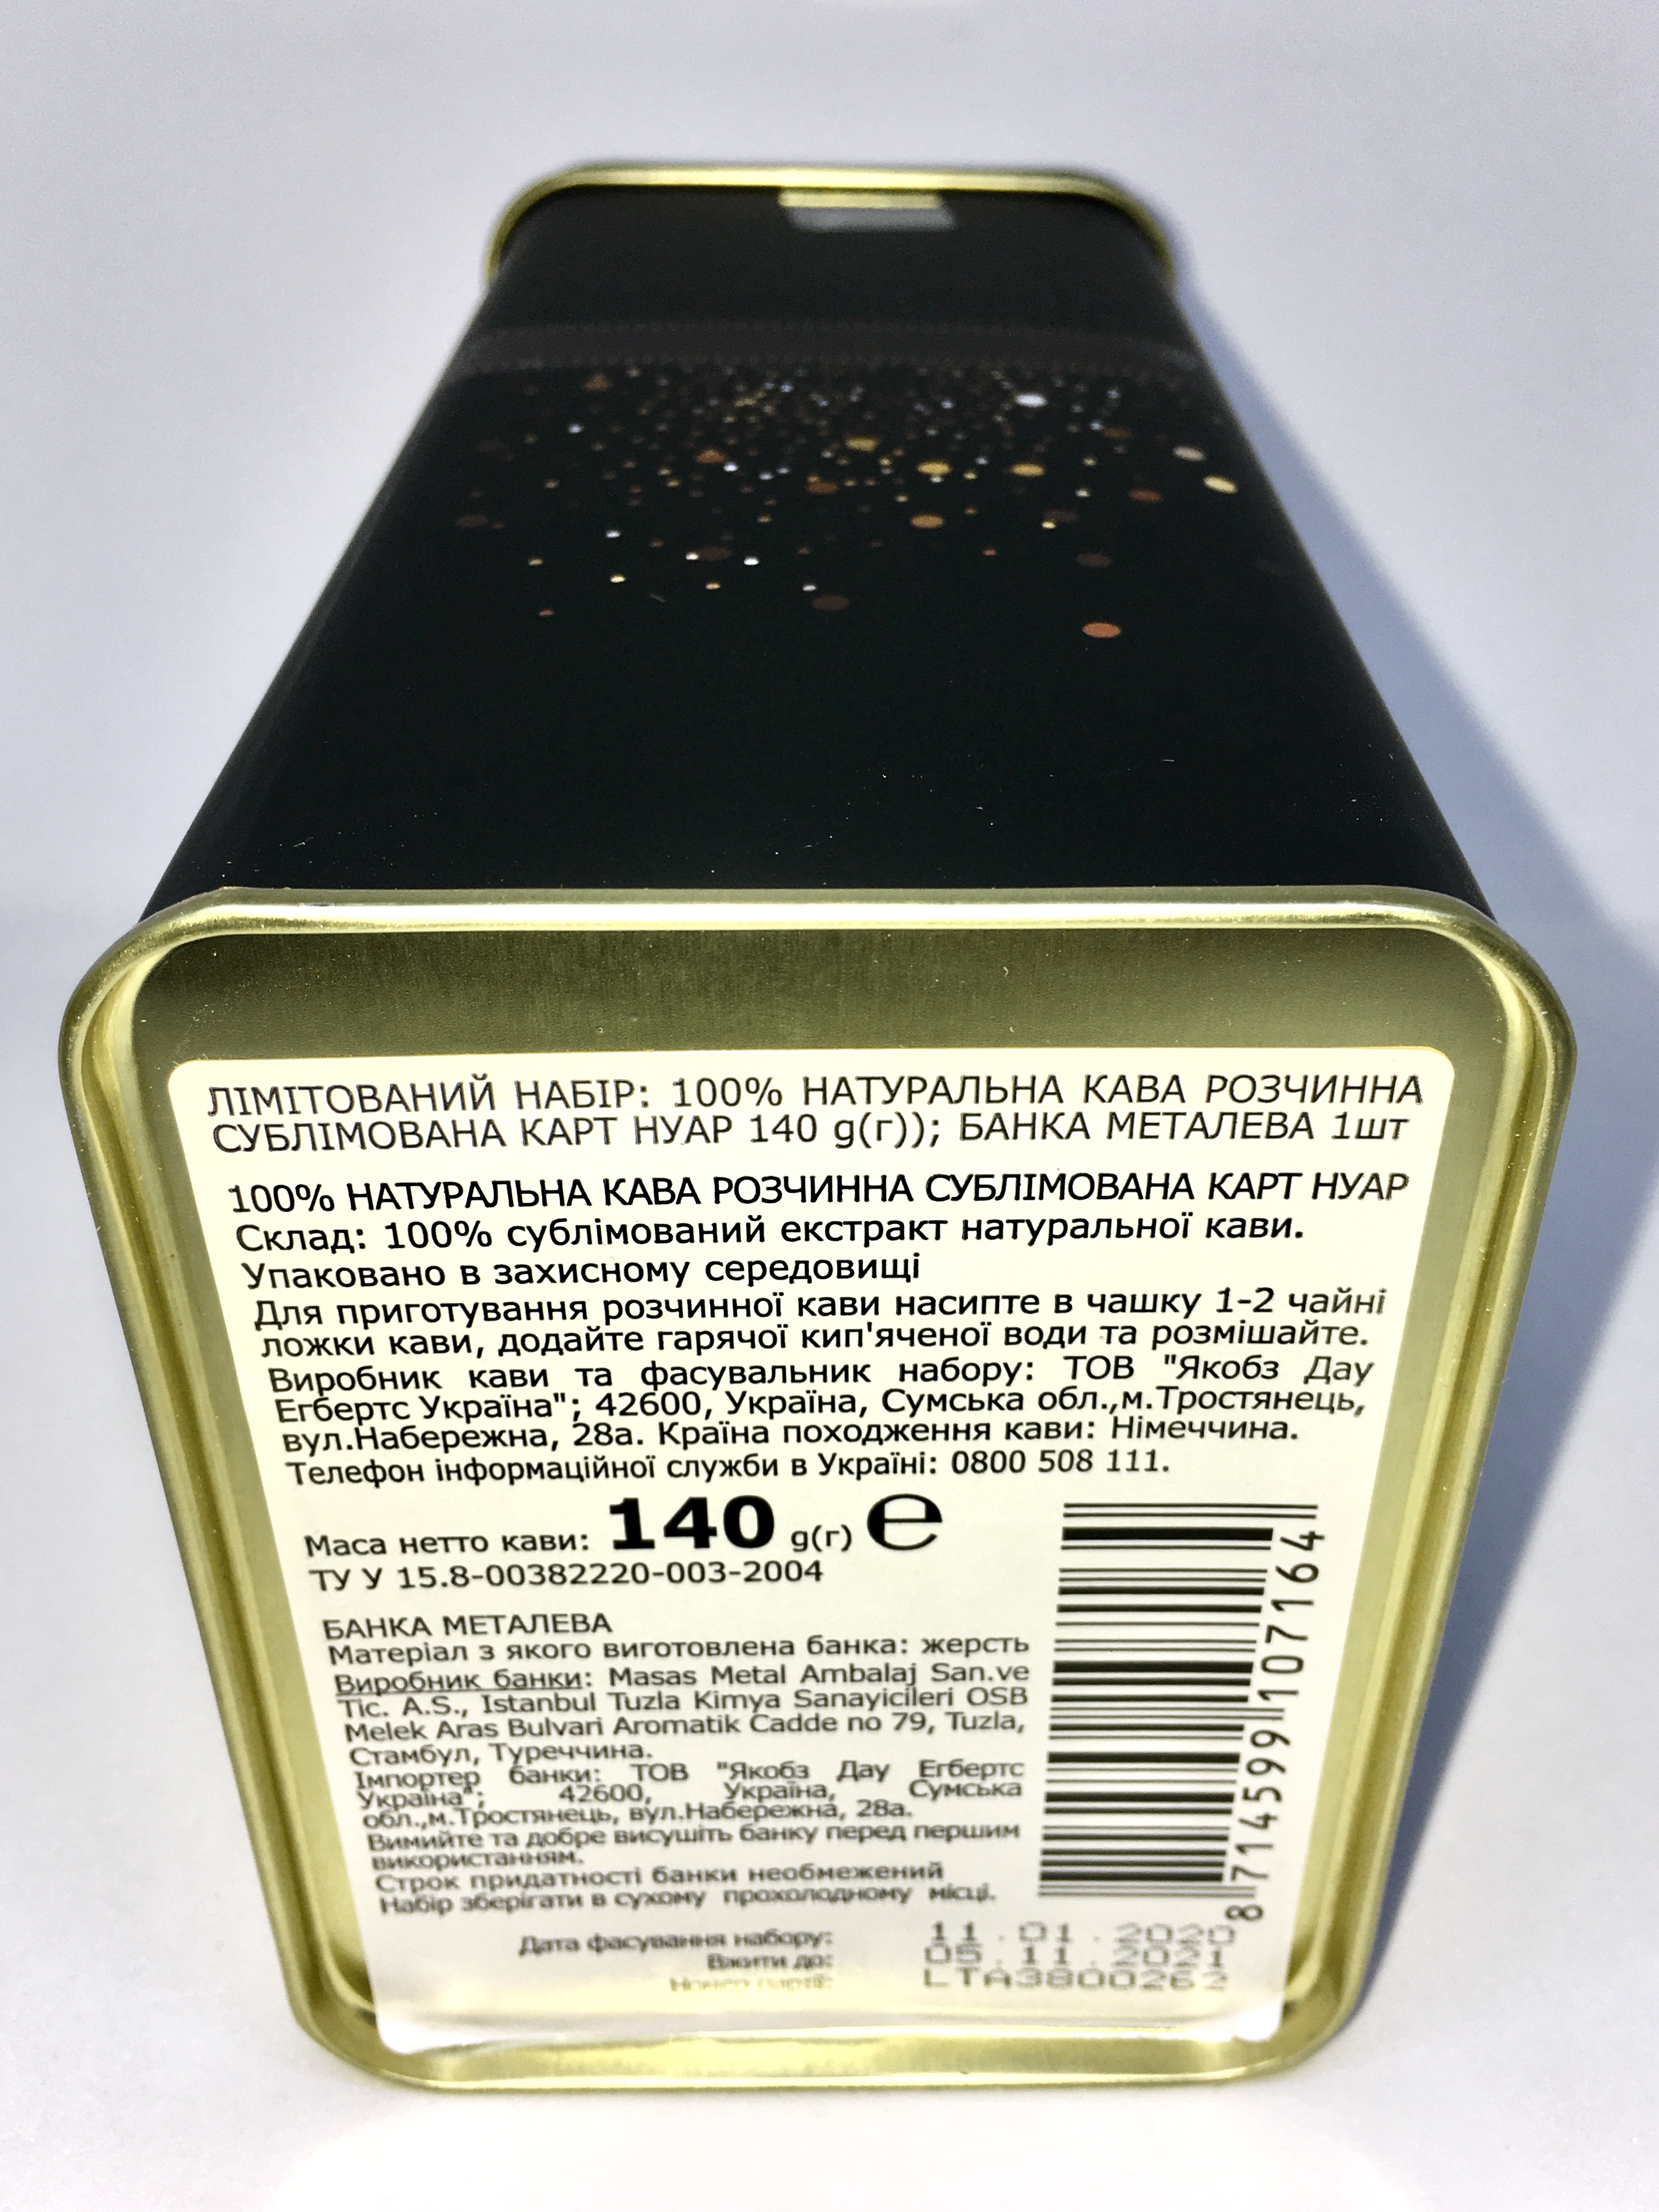 ЛІМІТОВАНИЙ НАБІР: 100% НАТУРАЛЬНА КАВА РОЗЧИННА
СУБЛІМОВАНА КАРТ НУАР 140 g(г)); БАНКА МЕТАЛЕВА 1шт
100% НАТУРАЛЬНА КАВА РОЗЧИННА СУБЛІМОВАНА КАРТ НУАР
Склад: 100% сублімований екстракт натуральної кави.
Упаковано в захисному середовищі
Для приготування розчинної кави насипте в чашку 1-2 чайні
ложки кави, додайте гарячої кип'яченої води та розмішайте.
Виробник кави та фасувальник набору: ТОВ "Якобз Дау
Егбертс Україна"; 42600, Україна, Сумська обл.,м.Тростянець,
вул.Набережна, 28а. Країна походження кави: Німеччина.
Телефон інформаційної служби в Україні: 0800 508 111.
Маса нетто кави: 140 g(г) e
ТУ У 15.8-00382220-003-2004
БАНКА МЕТАЛЕВА
Матеріал з якого виготовлена банка: жерсть
Виробник банки: Masas Metal Ambalaj San.ve
Tic. A.S., Istanbul Tuzla Kimya Sanayicileri OSB
Melek Aras Bulvari Aromatik Cadde no 79, Tuzla,
Стамбул, Туреччина.
Імпортер банки: ТОВ "Якобз Дау Егбертс
Україна"; 42600, Україна, Сумська
обл.,м.Тростянець, вул.Набережна, 28а.
Вимийте та добре висушіть банку перед першим
використанням.
Строк придатності банки необмежений
Набір зберігати в сухому прохолодному місці.
Дата фасування набору: 11.01.2020
Вжити до: 05.11.2021
Номер партії: LTA3800262
8 714599 107164